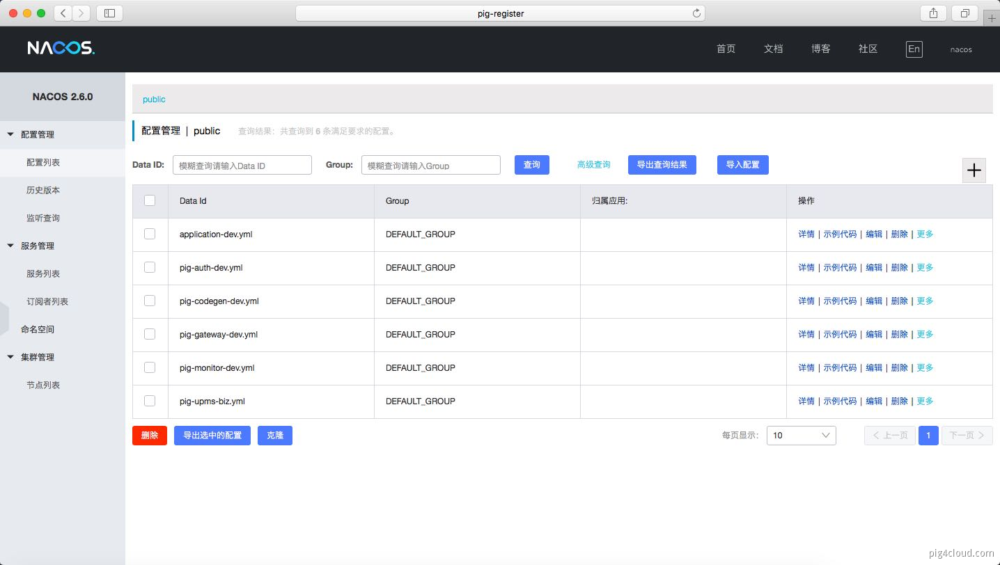 pig-register
NACOS.
首页 文档 博客 社区 En nacos
NACOS 2.6.0
配置管理
配置列表
历史版本
监听查询
服务管理
服务列表
订阅者列表
命名空间
集群管理
节点列表
public
配置管理 | public 查询结果：共查询到 6 条满足要求的配置。
Data ID: 模糊查询请输入Data ID Group: 模糊查询请输入Group 查询 高级查询 导出查询结果 导入配置
Data Id Group 归属应用: 操作
application-dev.yml DEFAULT_GROUP 详情 | 示例代码 | 编辑 | 删除 | 更多
pig-auth-dev.yml DEFAULT_GROUP 详情 | 示例代码 | 编辑 | 删除 | 更多
pig-codegen-dev.yml DEFAULT_GROUP 详情 | 示例代码 | 编辑 | 删除 | 更多
pig-gateway-dev.yml DEFAULT_GROUP 详情 | 示例代码 | 编辑 | 删除 | 更多
pig-monitor-dev.yml DEFAULT_GROUP 详情 | 示例代码 | 编辑 | 删除 | 更多
pig-upms-biz.yml DEFAULT_GROUP 详情 | 示例代码 | 编辑 | 删除 | 更多
删除 导出选中的配置 克隆 每页显示: 10 上一页 1 下一页
pig4cloud.com